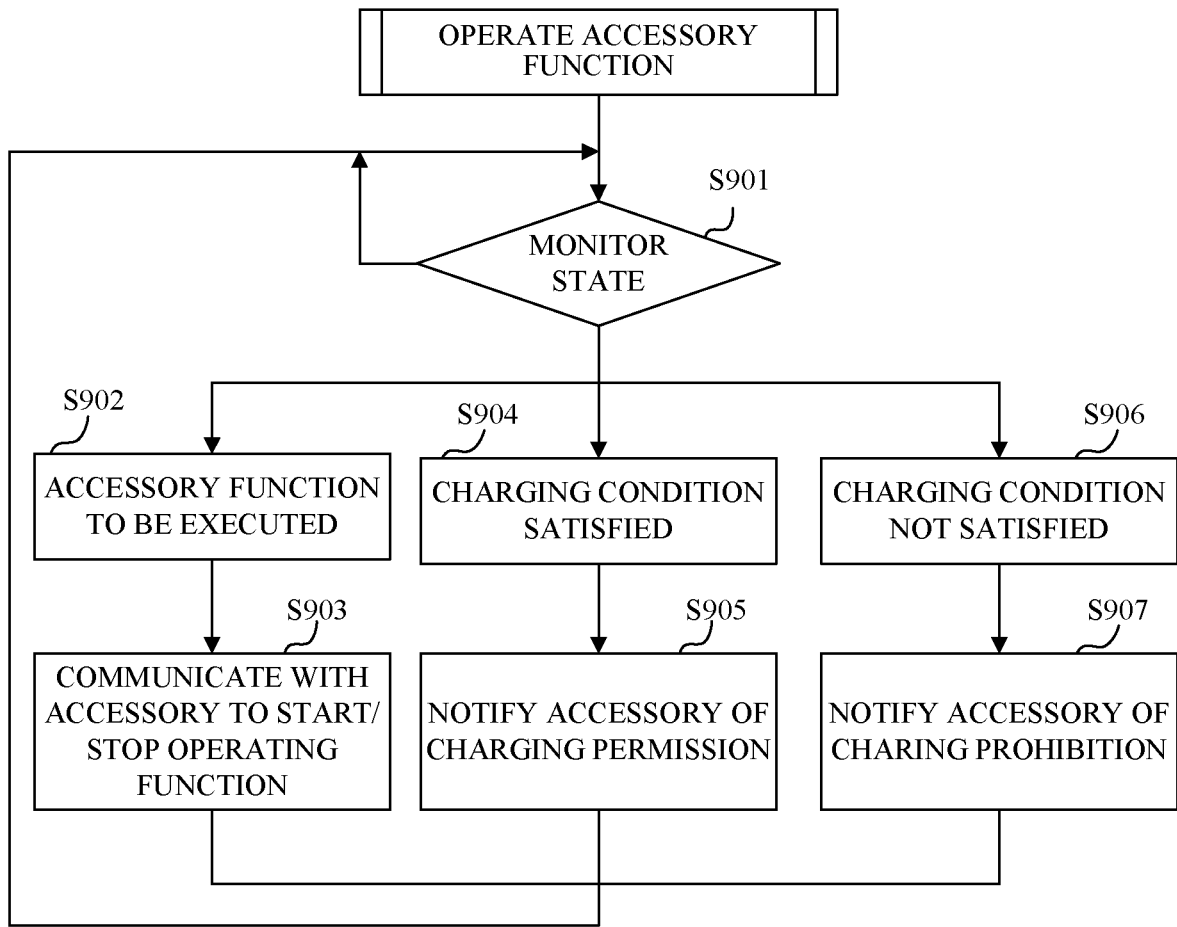 OPERATE ACCESSORY
FUNCTION
S901
MONITOR
STATE
S902
ACCESSORY FUNCTION
TO BE EXECUTED
S904
CHARGING CONDITION
SATISFIED
S906
CHARGING CONDITION
NOT SATISFIED
S903
COMMUNICATE WITH
ACCESSORY TO START/
STOP OPERATING
FUNCTION
S905
NOTIFY ACCESSORY OF
CHARGING PERMISSION
S907
NOTIFY ACCESSORY OF
CHARING PROHIBITION